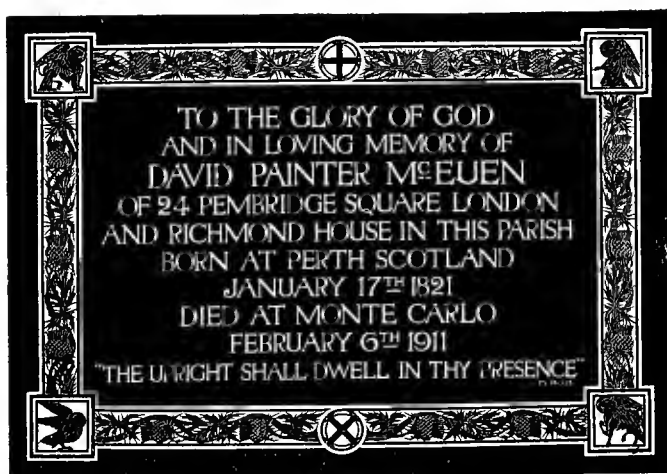 TO THE GLORY OF GOD
AND IN LOVING MEMORY OF
DAVID PAINTER McEUEN
OF 24 PEMBRIDGE SQUARE LONDON
AND RICHMOND HOUSE IN THIS PARISH
BORN AT PERTH SCOTLAND
JANUARY 17TH 1821
DIED AT MONTE CARLO
FEBRUARY 6TH 1911
"THE UPRIGHT SHALL DWELL IN THY PRESENCE"